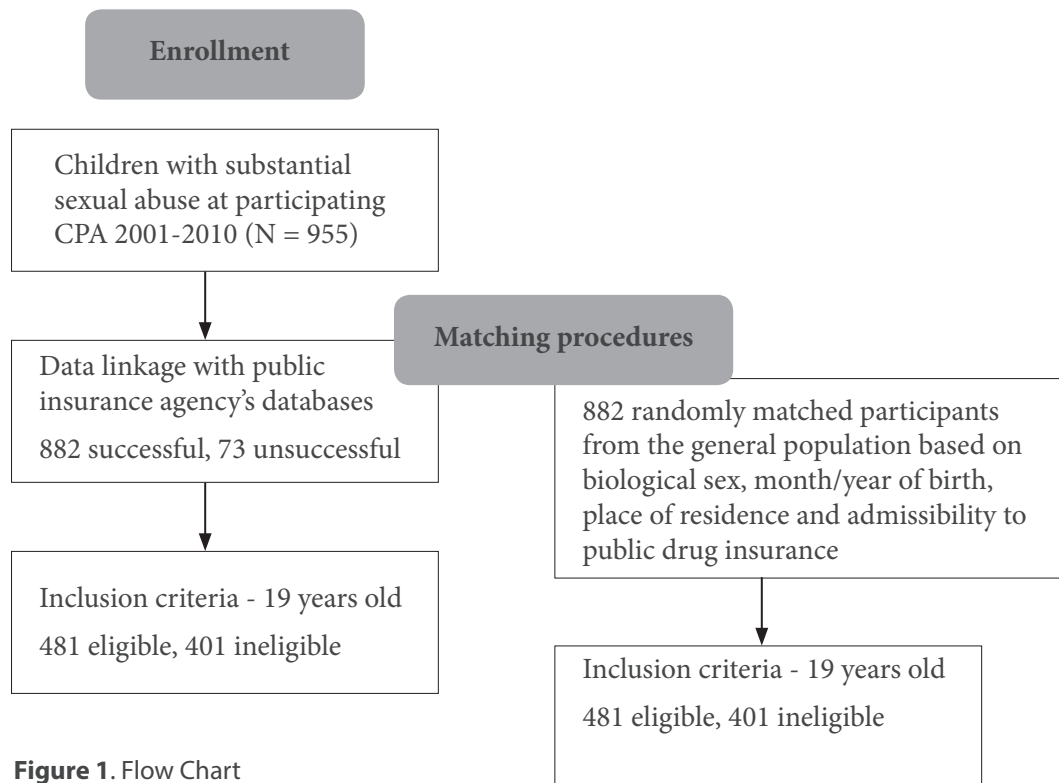 Enrollment
Children with substantial
sexual abuse at participating
CPA 2001-2010 (N = 955)
Data linkage with public
insurance agency’s databases
882 successful, 73 unsuccessful
Inclusion criteria - 19 years old
481 eligible, 401 ineligible
Matching procedures
882 randomly matched participants
from the general population based on
biological sex, month/year of birth,
place of residence and admissibility to
public drug insurance
Inclusion criteria - 19 years old
481 eligible, 401 ineligible
Figure 1. Flow Chart